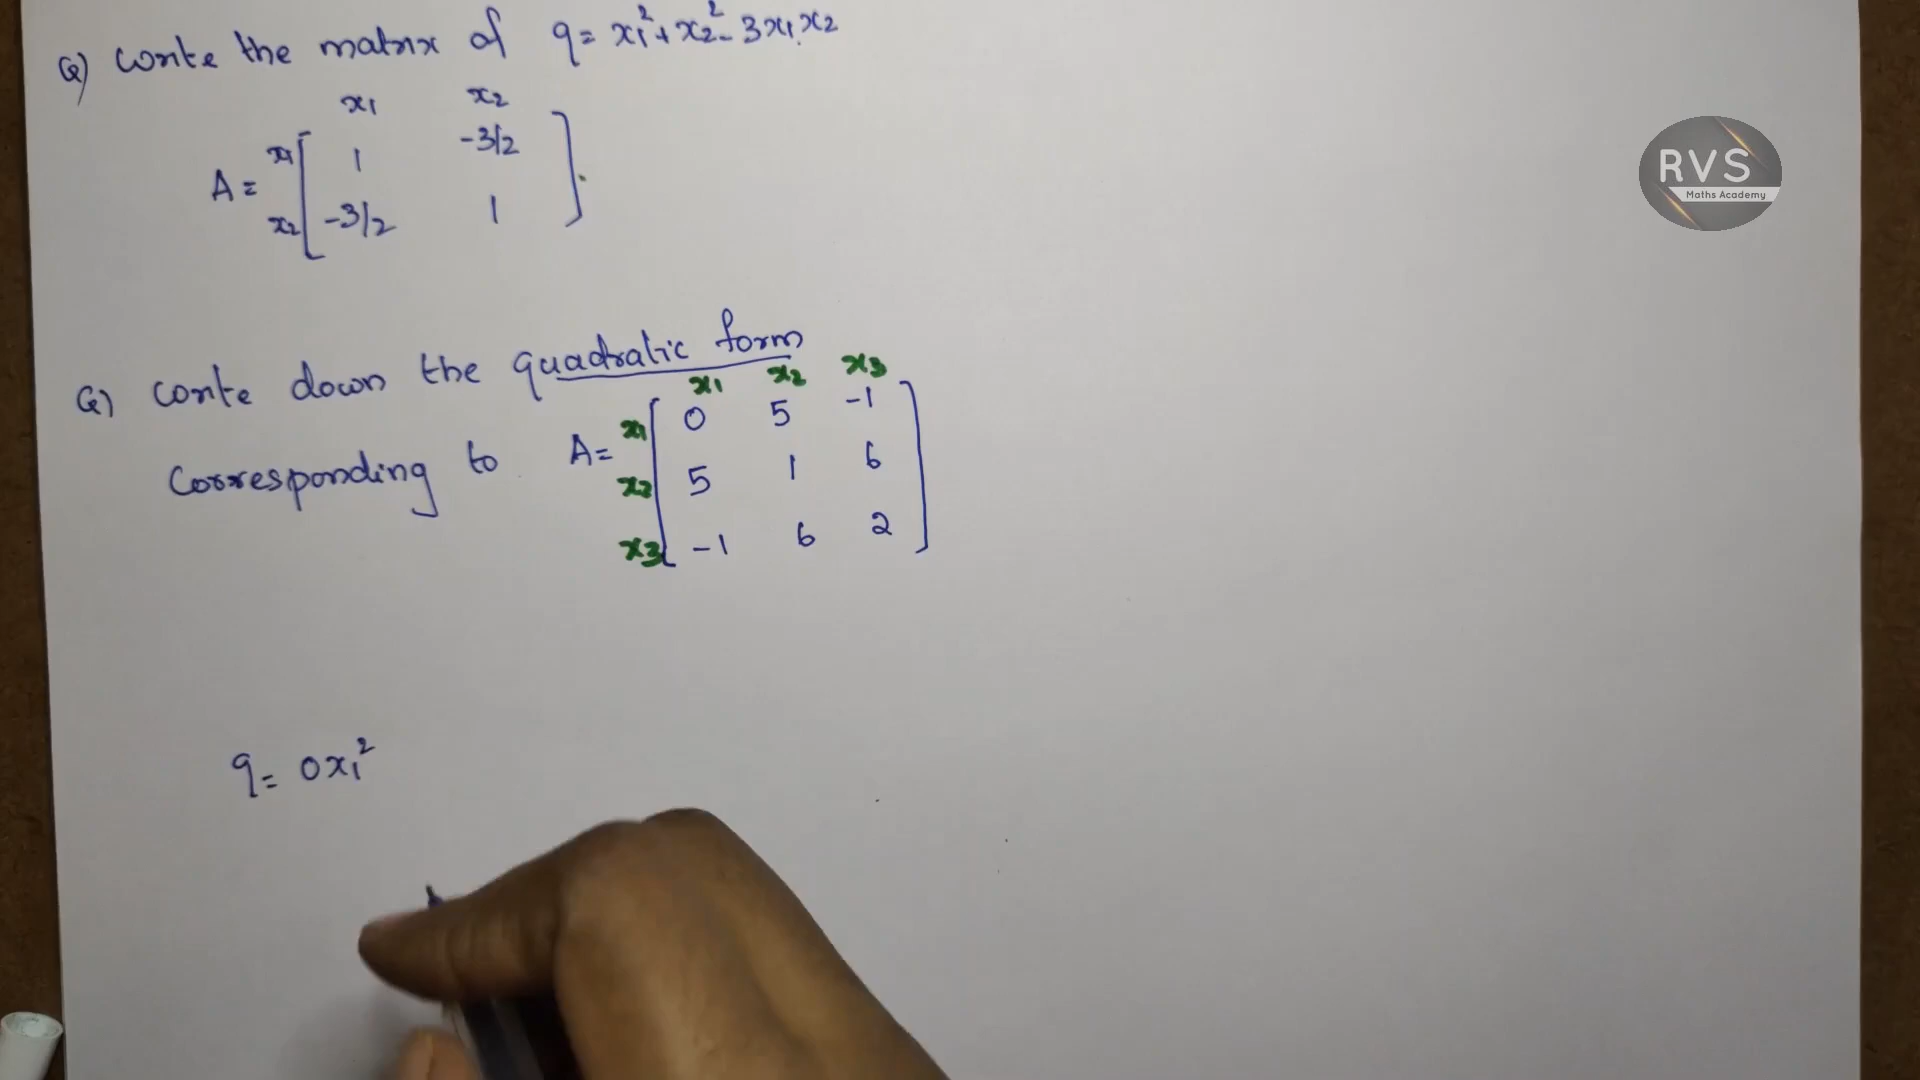 Q) Write the matrix of q = x₁² + x₂² - 3x₁x₂
x₁ x₂
x₁ 1 -3/2
A =
x₂ -3/2 1
Q) Write down the quadratic form
x₁ x₂ x₃
x₁ 0 5 -1
Corresponding to A =
x₂ 5 1 6
x₃ -1 6 2
q = 0x₁²
RVS
Maths Academy